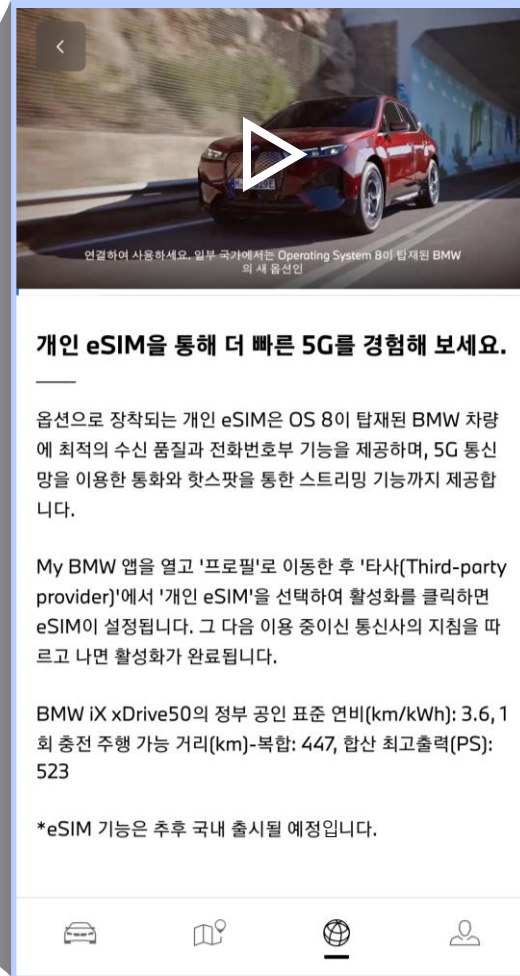 연결하여 사용하세요. 일부 국가에서는 Operating System 8이 탑재된 BMW
의 새 옵션인
개인 eSIM을 통해 더 빠른 5G를 경험해 보세요.
옵션으로 장착되는 개인 eSIM은 OS 8이 탑재된 BMW 차량
에 최적의 수신 품질과 전화번호부 기능을 제공하며, 5G 통신
망을 이용한 통화와 핫스팟을 통한 스트리밍 기능까지 제공합
니다.
My BMW 앱을 열고 '프로필'로 이동한 후 '타사(Third-party
provider)'에서 '개인 eSIM'을 선택하여 활성화를 클릭하면
eSIM이 설정됩니다. 그 다음 이용 중이신 통신사의 지침을 따
르고 나면 활성화가 완료됩니다.
BMW iX xDrive50의 정부 공인 표준 연비(km/kWh): 3.6, 1
회 충전 주행 가능 거리(km)-복합: 447, 합산 최고출력(PS):
523
*eSIM 기능은 추후 국내 출시될 예정입니다.